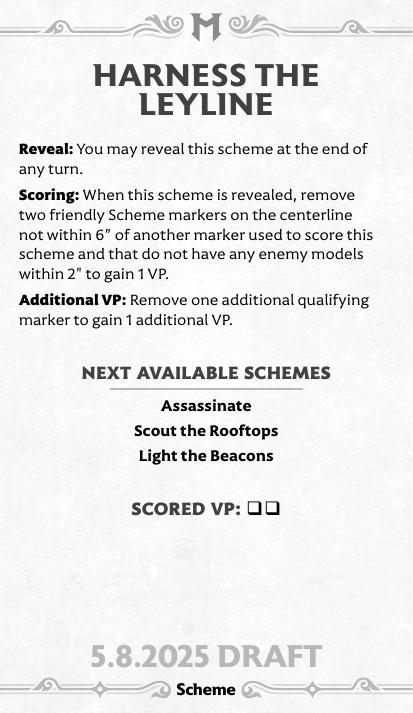 HARNESS THE
LEYLINE
Reveal: You may reveal this scheme at the end of
any turn.
Scoring: When this scheme is revealed, remove
two friendly Scheme markers on the centerline
not within 6” of another marker used to score this
scheme and that do not have any enemy models
within 2" to gain 1 VP.
Additional VP: Remove one additional qualifying
marker to gain 1 additional VP.
NEXT AVAILABLE SCHEMES
Assassinate
Scout the Rooftops
Light the Beacons
SCORED VP: ❏❏
5.8.2025 DRAFT
Scheme